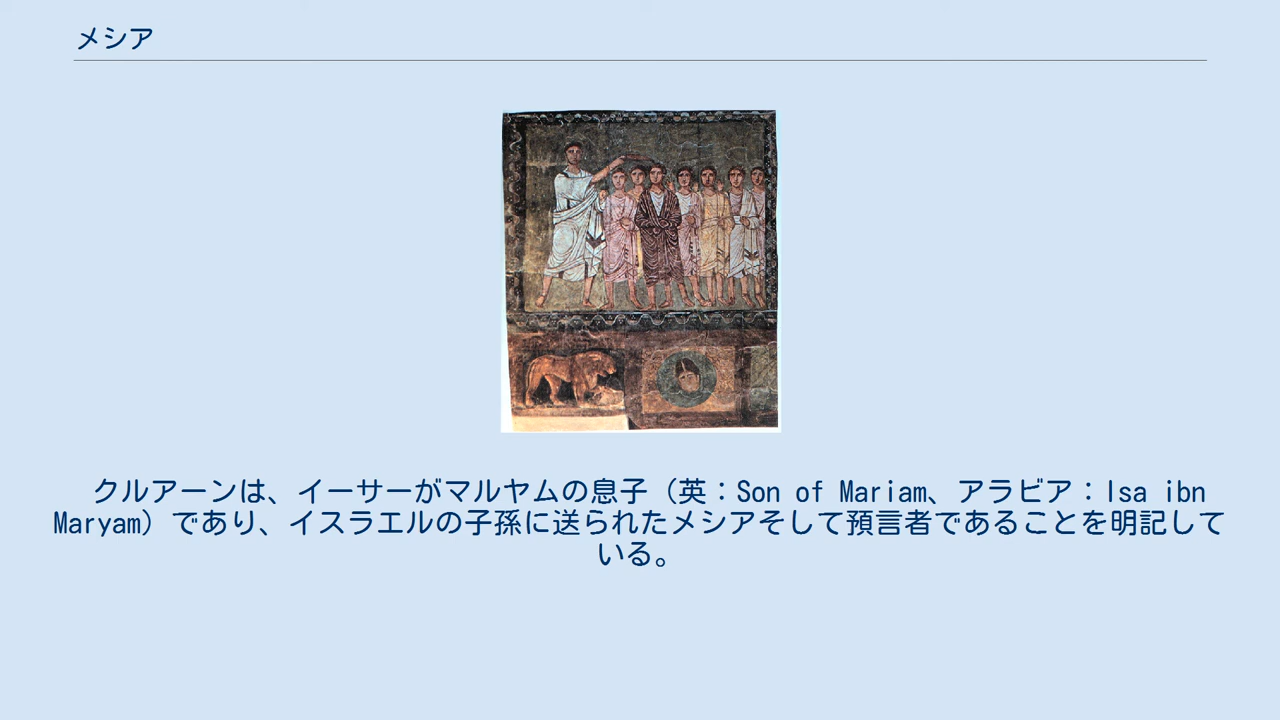 メシア
クルアーンは、イーサーがマルヤムの息子（英：Son of Mariam、アラビア：Isa ibn
Maryam）であり、イスラエルの子孫に送られたメシアそして預言者であることを明記して
いる。